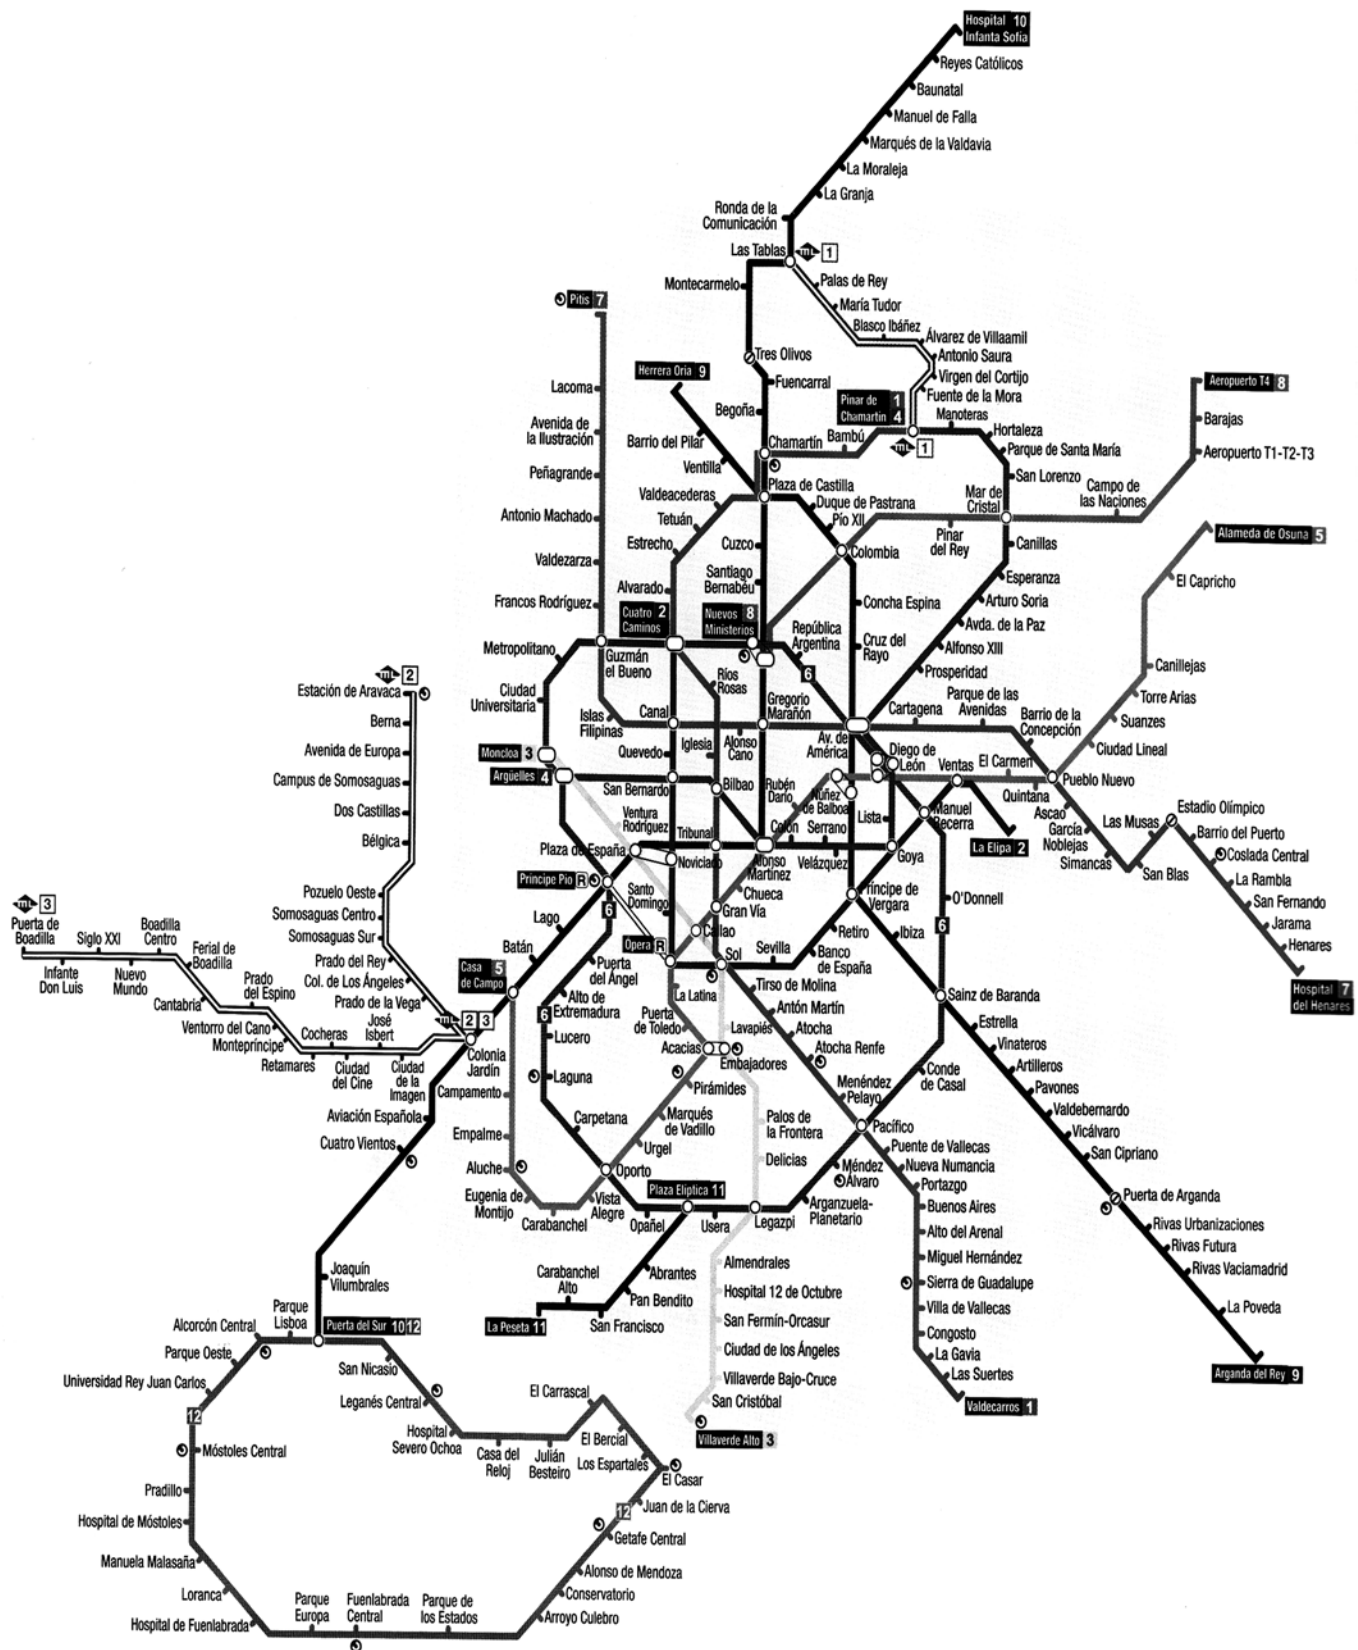 Hospital 10
Infanta Sofía
Reyes Católicos
Baunatal
Manuel de Falla
Marqués de la Valdavia
La Moraleja
La Granja
Ronda de la
Comunicación
Las Tablas
mL 1
Montecarmelo
Palas de Rey
María Tudor
Blasco Ibáñez
Álvarez de Villaamil
Antonio Saura
Virgen del Cortijo
Fuente de la Mora
Pitis 7
Tres Olivos
Herrera Oria 9
Fuencarral
Pinar de 1
Chamartín 4
Manoteras
Aeropuerto T4 8
Lacoma
Begoña
Barajas
Avenida de
la Ilustración
Barrio del Pilar
Chamartín
Bambú
mL 1
Hortaleza
Parque de Santa María
Aeropuerto T1-T2-T3
Ventilla
Peñagrande
San Lorenzo
Campo de
las Naciones
Mar de
Cristal
Valdeacederas
Plaza de Castilla
Duque de Pastrana
Pío XII
Antonio Machado
Tetuán
Alameda de Osuna 5
Estrecho
Cuzco
Colombia
Pinar
del Rey
Canillas
Valdezarza
Santiago
Bernabéu
Esperanza
El Capricho
Alvarado
Francos Rodríguez
Concha Espina
Arturo Soria
Cuatro 2
Caminos
Nuevos 8
Ministerios
República
Argentina
Cruz del
Rayo
Avda. de la Paz
Alfonso XIII
Metropolitano
Guzmán
el Bueno
Prosperidad
Canillejas
mL 2
Estación de Aravaca
Ciudad
Universitaria
Ríos
Rosas
6
Torre Arias
Berna
Islas
Filipinas
Canal
Gregorio
Marañón
Cartagena
Parque de las
Avenidas
Barrio de la
Concepción
Suanzes
Avenida de Europa
Moncloa 3
Quevedo
Iglesia
Alonso
Cano
Av. de
América
Diego de
León
Ventas
El Carmen
Ciudad Lineal
Campus de Somosaguas
Argüelles 4
San Bernardo
Bilbao
Rubén
Darío
Núñez
de Balboa
Quintana
Pueblo Nuevo
Dos Castillas
Ventura
Rodríguez
Tribunal
Colón
Serrano
Lista
Manuel
Becerra
Ascao
García
Noblejas
Las Musas
Estadio Olímpico
Barrio del Puerto
Bélgica
Plaza de España
Noviciado
Alonso
Martínez
Velázquez
Goya
La Elipa 2
Simancas
San Blas
Coslada Central
Príncipe Pío R
Santo
Domingo
Chueca
Príncipe de
Vergara
O'Donnell
La Rambla
Pozuelo Oeste
6
Gran Vía
San Fernando
mL 3
Puerta de
Boadilla
Siglo XXI
Boadilla
Centro
Somosaguas Centro
Lago
Callao
Retiro
Ibiza
6
Jarama
Ferial de
Boadilla
Somosaguas Sur
Batán
Opera R
Sol
Sevilla
Banco
de España
Henares
Infante
Don Luis
Nuevo
Mundo
Prado del Rey
Casa 5
de Campo
Puerta
del Ángel
Col. de Los Ángeles
La Latina
Tirso de Molina
Hospital 7
del Henares
Cantabria
Prado
del Espino
Prado de la Vega
Alto de
Extremadura
Antón Martín
Sainz de Baranda
Ventorro del Cano
Montepríncipe
Cocheras
José
Isbert
mL 2 3
6
Lucero
Puerta
de Toledo
Lavapiés
Atocha
Estrella
Retamares
Ciudad
del Cine
Ciudad
de la
Imagen
Colonia
Jardín
Acacias
Embajadores
Atocha Renfe
Vinateros
Laguna
Artilleros
Campamento
Pirámides
Menéndez
Pelayo
Conde
de Casal
Pavones
Aviación Española
Carpetana
Marqués
de Vadillo
Palos de
la Frontera
Pacífico
Valdebernardo
Empalme
Vicálvaro
Cuatro Vientos
Urgel
Puente de Vallecas
San Cipriano
Aluche
Oporto
Delicias
Méndez
Álvaro
Nueva Numancia
Plaza Elíptica 11
Portazgo
Puerta de Arganda
Eugenia de
Montijo
Vista
Alegre
Arganzuela-
Planetario
Buenos Aires
Carabanchel
Opañel
Usera
Legazpi
Rivas Urbanizaciones
Alto del Arenal
Rivas Futura
Almendrales
Miguel Hernández
Rivas Vaciamadrid
Joaquín
Vilumbrales
Carabanchel
Alto
Abrantes
Hospital 12 de Octubre
Sierra de Guadalupe
Pan Bendito
Villa de Vallecas
La Poveda
Parque
Lisboa
La Peseta 11
San Francisco
San Fermín-Orcasur
Congosto
Alcorcón Central
Puerta del Sur 10 12
Ciudad de los Ángeles
La Gavia
Parque Oeste
San Nicasio
Villaverde Bajo-Cruce
Las Suertes
Arganda del Rey 9
Universidad Rey Juan Carlos
Leganés Central
El Carrascal
San Cristóbal
Valdecarros 1
12
Hospital
Severo Ochoa
El Bercial
Villaverde Alto 3
Móstoles Central
Casa del
Reloj
Julián
Besteiro
Los Espartales
El Casar
Pradillo
12
Juan de la Cierva
Hospital de Móstoles
Getafe Central
Manuela Malasaña
Alonso de Mendoza
Loranca
Conservatorio
Hospital de Fuenlabrada
Parque
Europa
Fuenlabrada
Central
Parque de
los Estados
Arroyo Culebro